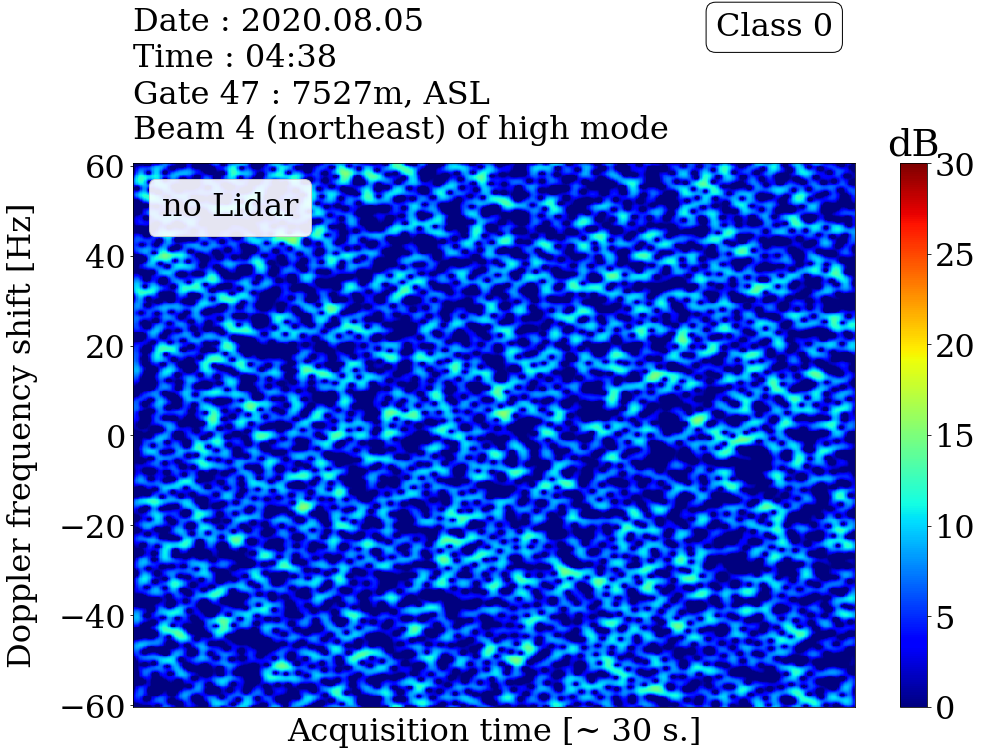 Date : 2020.08.05
Time : 04:38
Gate 47 : 7527m, ASL
Beam 4 (northeast) of high mode
Class 0
dB
no Lidar
60
40
20
0
−20
−40
−60
Doppler frequency shift [Hz]
Acquisition time [~ 30 s.]
30
25
20
15
10
5
0